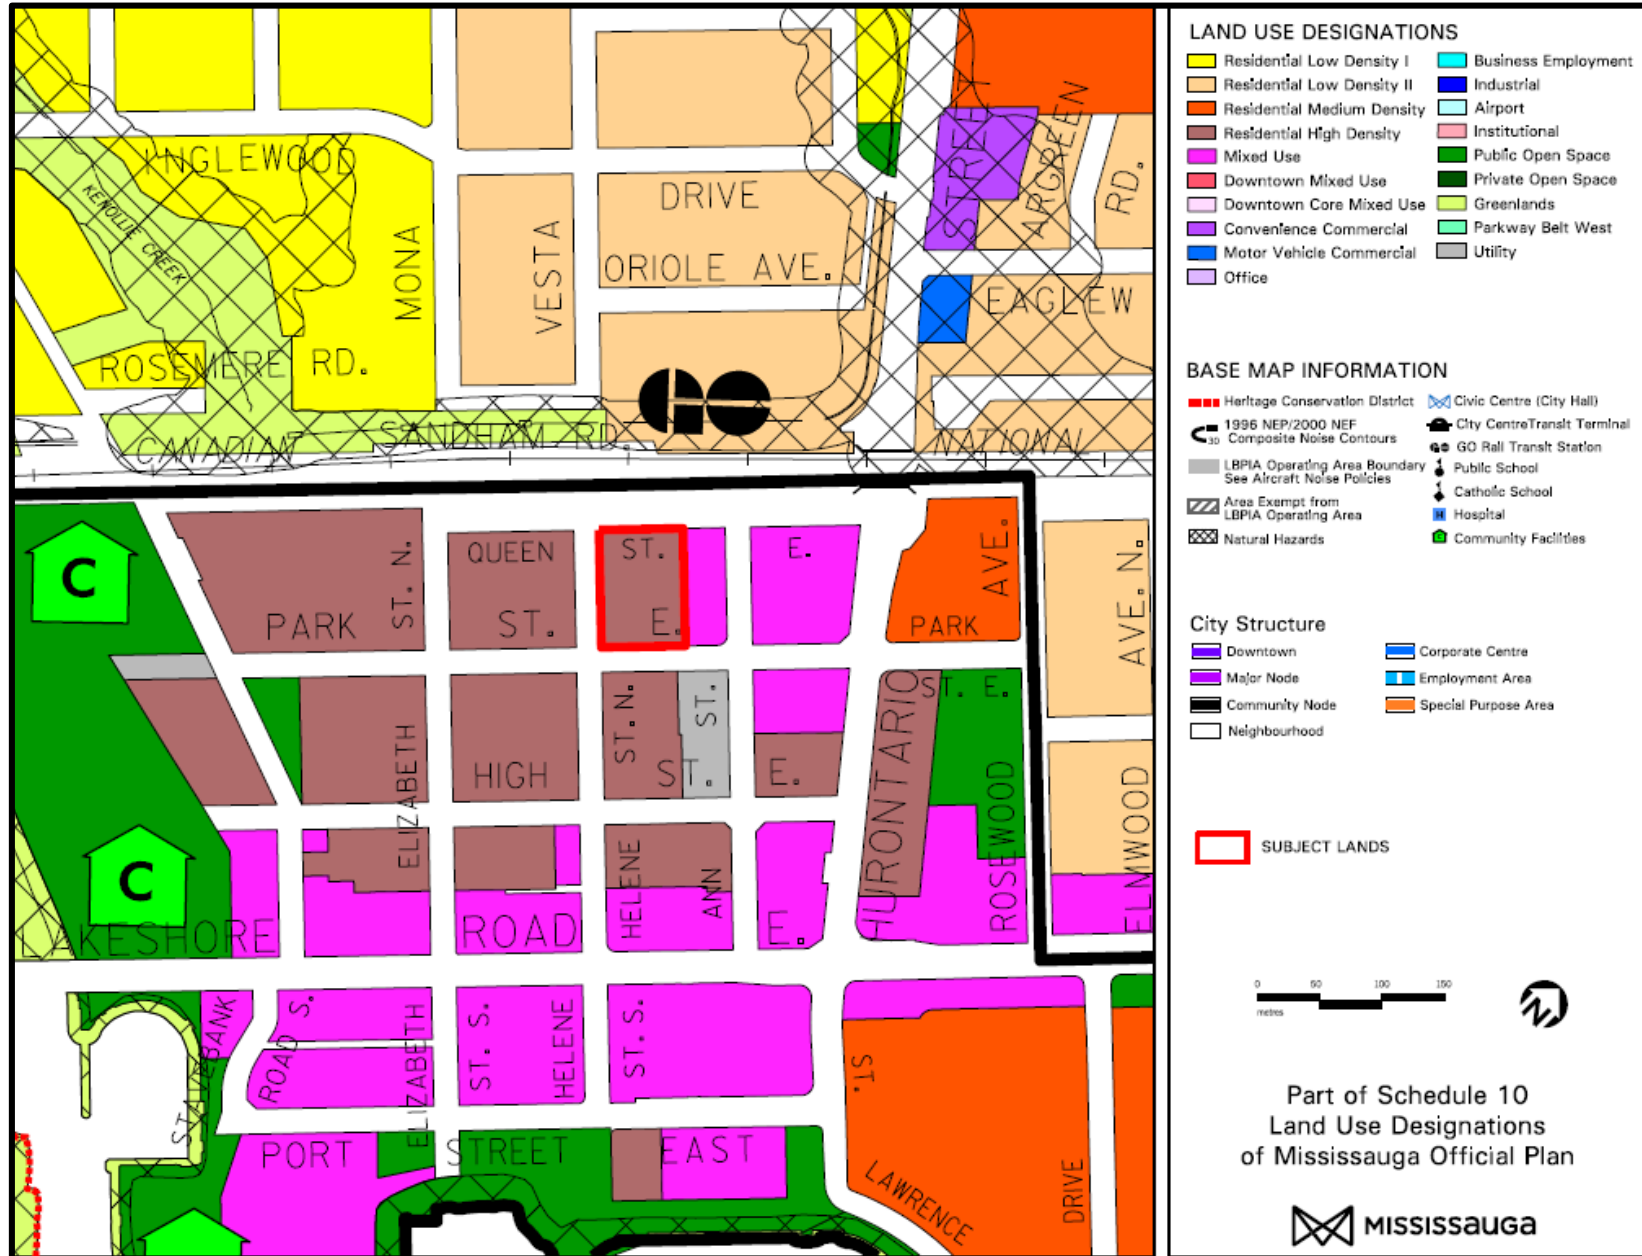 INGLEWOOD
DRIVE
KENOLLIE CREEK
MONA
VESTA
ORIOLE AVE.
STREET
ARGREEN
RD.
EAGLEW
ROSEMERE RD.
CANADIAN
SANDHAM RD.
NATIONAL
GO
C
QUEEN ST. E.
PARK ST. E.
ST. N.
PARK
AVE.
AVE. N.
ST. E.
ELIZABETH
HIGH ST. E.
ST. N.
ST.
HURONTARIO
ROSEWOOD
ELMWOOD
HELENE
ANN
C
LAKESHORE ROAD E.
STAVEBANK
ROAD S.
ELIZABETH
ST. S.
HELENE
ST. S.
ST.
PORT STREET EAST
LAWRENCE
DRIVE
LAND USE DESIGNATIONS
Residential Low Density I
Residential Low Density II
Residential Medium Density
Residential High Density
Mixed Use
Downtown Mixed Use
Downtown Core Mixed Use
Convenience Commercial
Motor Vehicle Commercial
Office
Business Employment
Industrial
Airport
Institutional
Public Open Space
Private Open Space
Greenlands
Parkway Belt West
Utility
BASE MAP INFORMATION
Heritage Conservation District
30
1996 NEP/2000 NEF
Composite Noise Contours
LBPIA Operating Area Boundary
See Aircraft Noise Policies
Area Exempt from
LBPIA Operating Area
Natural Hazards
Civic Centre (City Hall)
City CentreTransit Terminal
GO Rail Transit Station
Public School
Catholic School
H Hospital
Community Facilities
City Structure
Downtown
Major Node
Community Node
Neighbourhood
Corporate Centre
Employment Area
Special Purpose Area
SUBJECT LANDS
0 50 100 150
metres
N
Part of Schedule 10
Land Use Designations
of Mississauga Official Plan
MISSISSAUGA